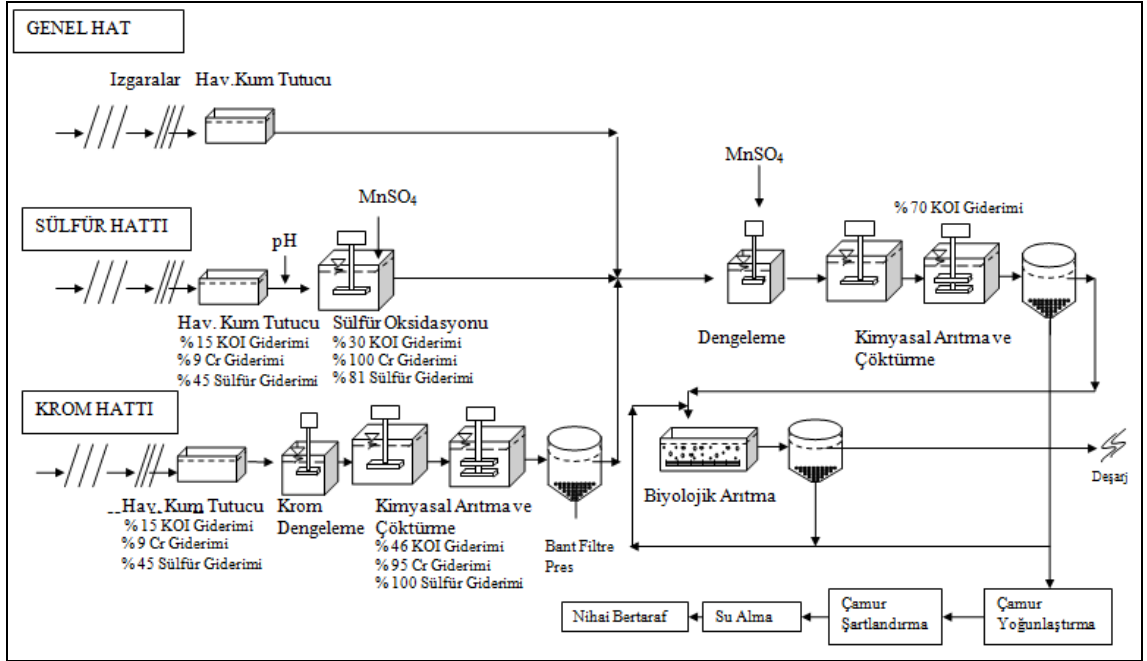 GENEL HAT
Izgaralar Hav.Kum Tutucu
MnSO₄
%70 KOI Giderimi
MnSO₄
SÜLFÜR HATTI
pH
Hav. Kum Tutucu
%15 KOI Giderimi
%9 Cr Giderimi
%45 Sülfür Giderimi
Sülfür Oksidasyonu
%30 KOI Giderimi
%100 Cr Giderimi
%81 Sülfür Giderimi
Dengeleme
Kimyasal Arıtma ve
Çöktürme
KROM HATTI
Hav. Kum Tutucu
%15 KOI Giderimi
%9 Cr Giderimi
%45 Sülfür Giderimi
Krom
Dengeleme
Kimyasal Arıtma ve
Çöktürme
%46 KOI Giderimi
%95 Cr Giderimi
%100 Sülfür Giderimi
Bant Filtre
Pres
Biyolojik Arıtma
Deşarj
Nihai Bertaraf
Su Alma
Çamur
Şartlandırma
Çamur
Yoğunlaştırma